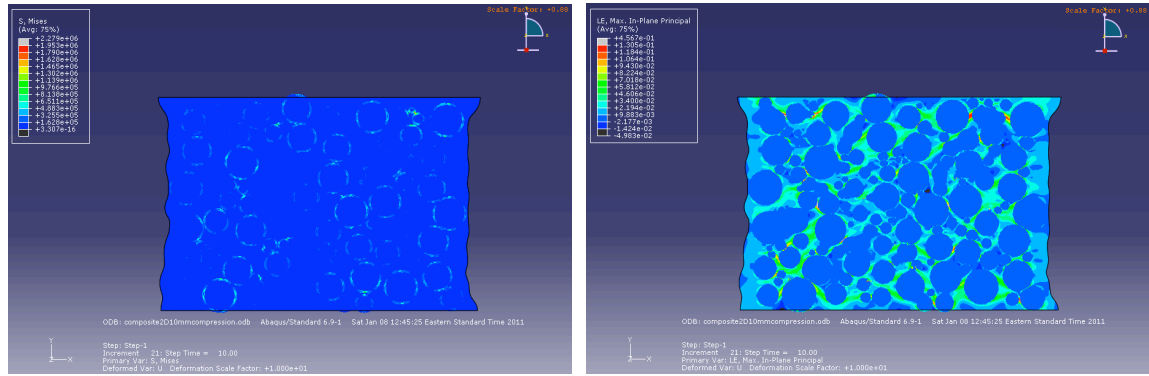 Scale Factor: +0.88
S, Mises
(Avg: 75%)
+2.279e+06
+1.953e+06
+1.790e+06
+1.628e+06
+1.465e+06
+1.302e+06
+1.139e+06
+9.766e+05
+8.138e+05
+6.511e+05
+4.883e+05
+3.255e+05
+1.628e+05
+3.307e-16
ODB: composite2D10mmcompression.odb Abaqus/Standard 6.9-1 Sat Jan 08 12:45:25 Eastern Standard Time 2011
Y
Z X
Step: Step-1
Increment 21: Step Time = 10.00
Primary Var: S, Mises
Deformed Var: U Deformation Scale Factor: +1.000e+01
Scale Factor: +0.88
LE, Max. In-Plane Principal
(Avg: 75%)
+4.567e-01
+1.305e-01
+1.184e-01
+1.064e-01
+9.430e-02
+8.224e-02
+7.018e-02
+5.812e-02
+4.606e-02
+3.400e-02
+2.194e-02
+9.883e-03
-2.177e-03
-1.424e-02
-4.983e-02
ODB: composite2D10mmcompression.odb Abaqus/Standard 6.9-1 Sat Jan 08 12:45:25 Eastern Standard Time 2011
Y
Z X
Step: Step-1
Increment 21: Step Time = 10.00
Primary Var: LE, Max. In-Plane Principal
Deformed Var: U Deformation Scale Factor: +1.000e+01